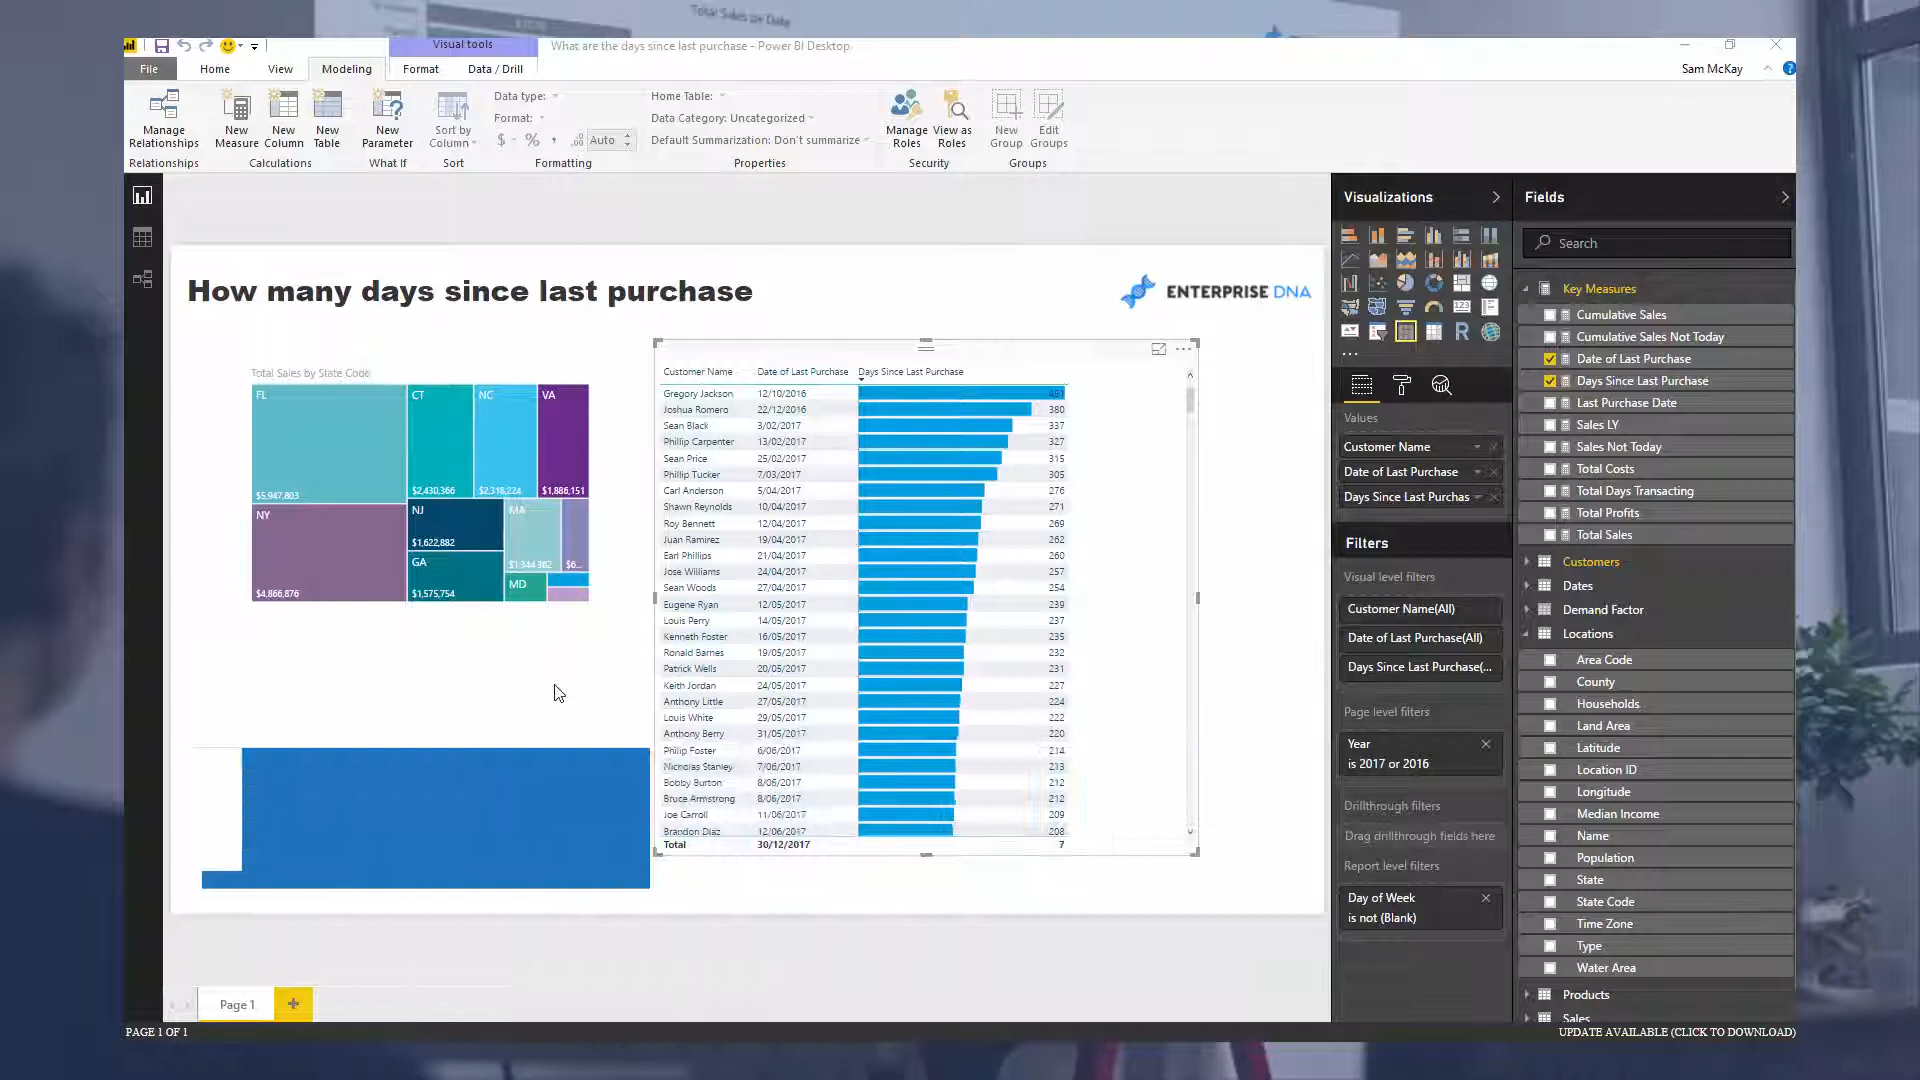 Total Sales by Date
Visual tools
What are the days since last purchase - Power BI Desktop
File
Home
View
Modeling
Format
Data / Drill
Sam McKay
Manage Relationships
New Measure
New Column
New Table
New Parameter
Sort by Column
Data type:
Format:
$ % , .00 Auto
Home Table:
Data Category: Uncategorized
Default Summarization: Don't summarize
Manage Roles
View as Roles
New Group
Edit Groups
Relationships
Calculations
What If
Sort
Formatting
Properties
Security
Groups
How many days since last purchase
ENTERPRISE DNA
Total Sales by State Code
FL
$5,947,803
CT
$2,430,366
NC
$2,318,224
VA
$1,886,151
NY
$4,866,876
NJ
$1,622,882
GA
$1,575,754
MA
$1,344,362
$6...
MD
Customer Name Date of Last Purchase Days Since Last Purchase
Gregory Jackson 12/10/2016 451
Joshua Romero 22/12/2016 380
Sean Black 3/02/2017 337
Phillip Carpenter 13/02/2017 327
Sean Price 25/02/2017 315
Phillip Tucker 7/03/2017 305
Carl Anderson 5/04/2017 276
Shawn Reynolds 10/04/2017 271
Roy Bennett 12/04/2017 269
Juan Ramirez 19/04/2017 262
Earl Phillips 21/04/2017 260
Jose Williams 24/04/2017 257
Sean Woods 27/04/2017 254
Eugene Ryan 12/05/2017 239
Louis Perry 14/05/2017 237
Kenneth Foster 16/05/2017 235
Ronald Barnes 19/05/2017 232
Patrick Wells 20/05/2017 231
Keith Jordan 24/05/2017 227
Anthony Little 27/05/2017 224
Louis White 29/05/2017 222
Anthony Berry 31/05/2017 220
Philip Foster 6/06/2017 214
Nicholas Stanley 7/06/2017 213
Bobby Burton 8/06/2017 212
Bruce Armstrong 8/06/2017 212
Joe Carroll 11/06/2017 209
Brandon Diaz 12/06/2017 208
Total 30/12/2017 7
Visualizations
R
Values
Customer Name
Date of Last Purchase
Days Since Last Purchas
Filters
Visual level filters
Customer Name(All)
Date of Last Purchase(All)
Days Since Last Purchase(...
Page level filters
Year
is 2017 or 2016
Drillthrough filters
Drag drillthrough fields here
Report level filters
Day of Week
is not (Blank)
Fields
Search
Key Measures
Cumulative Sales
Cumulative Sales Not Today
Date of Last Purchase
Days Since Last Purchase
Last Purchase Date
Sales LY
Sales Not Today
Total Costs
Total Days Transacting
Total Profits
Total Sales
Customers
Dates
Demand Factor
Locations
Area Code
County
Households
Land Area
Latitude
Location ID
Longitude
Median Income
Name
Population
State
State Code
Time Zone
Type
Water Area
Products
Sales
Page 1
PAGE 1 OF 1
UPDATE AVAILABLE (CLICK TO DOWNLOAD)